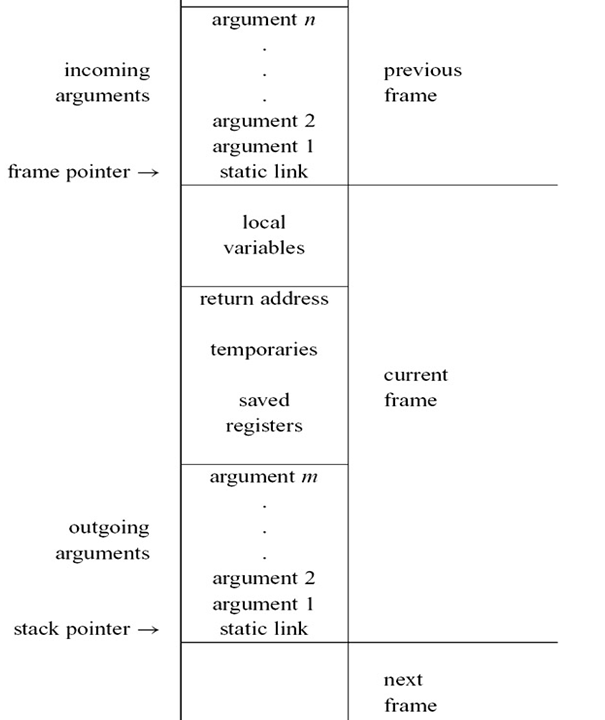 argument n
.
incoming
.
previous
arguments
.
frame
argument 2
argument 1
frame pointer →
static link
local
variables
return address
temporaries
current
frame
saved
registers
argument m
.
outgoing
.
arguments
.
argument 2
argument 1
stack pointer →
static link
next
frame